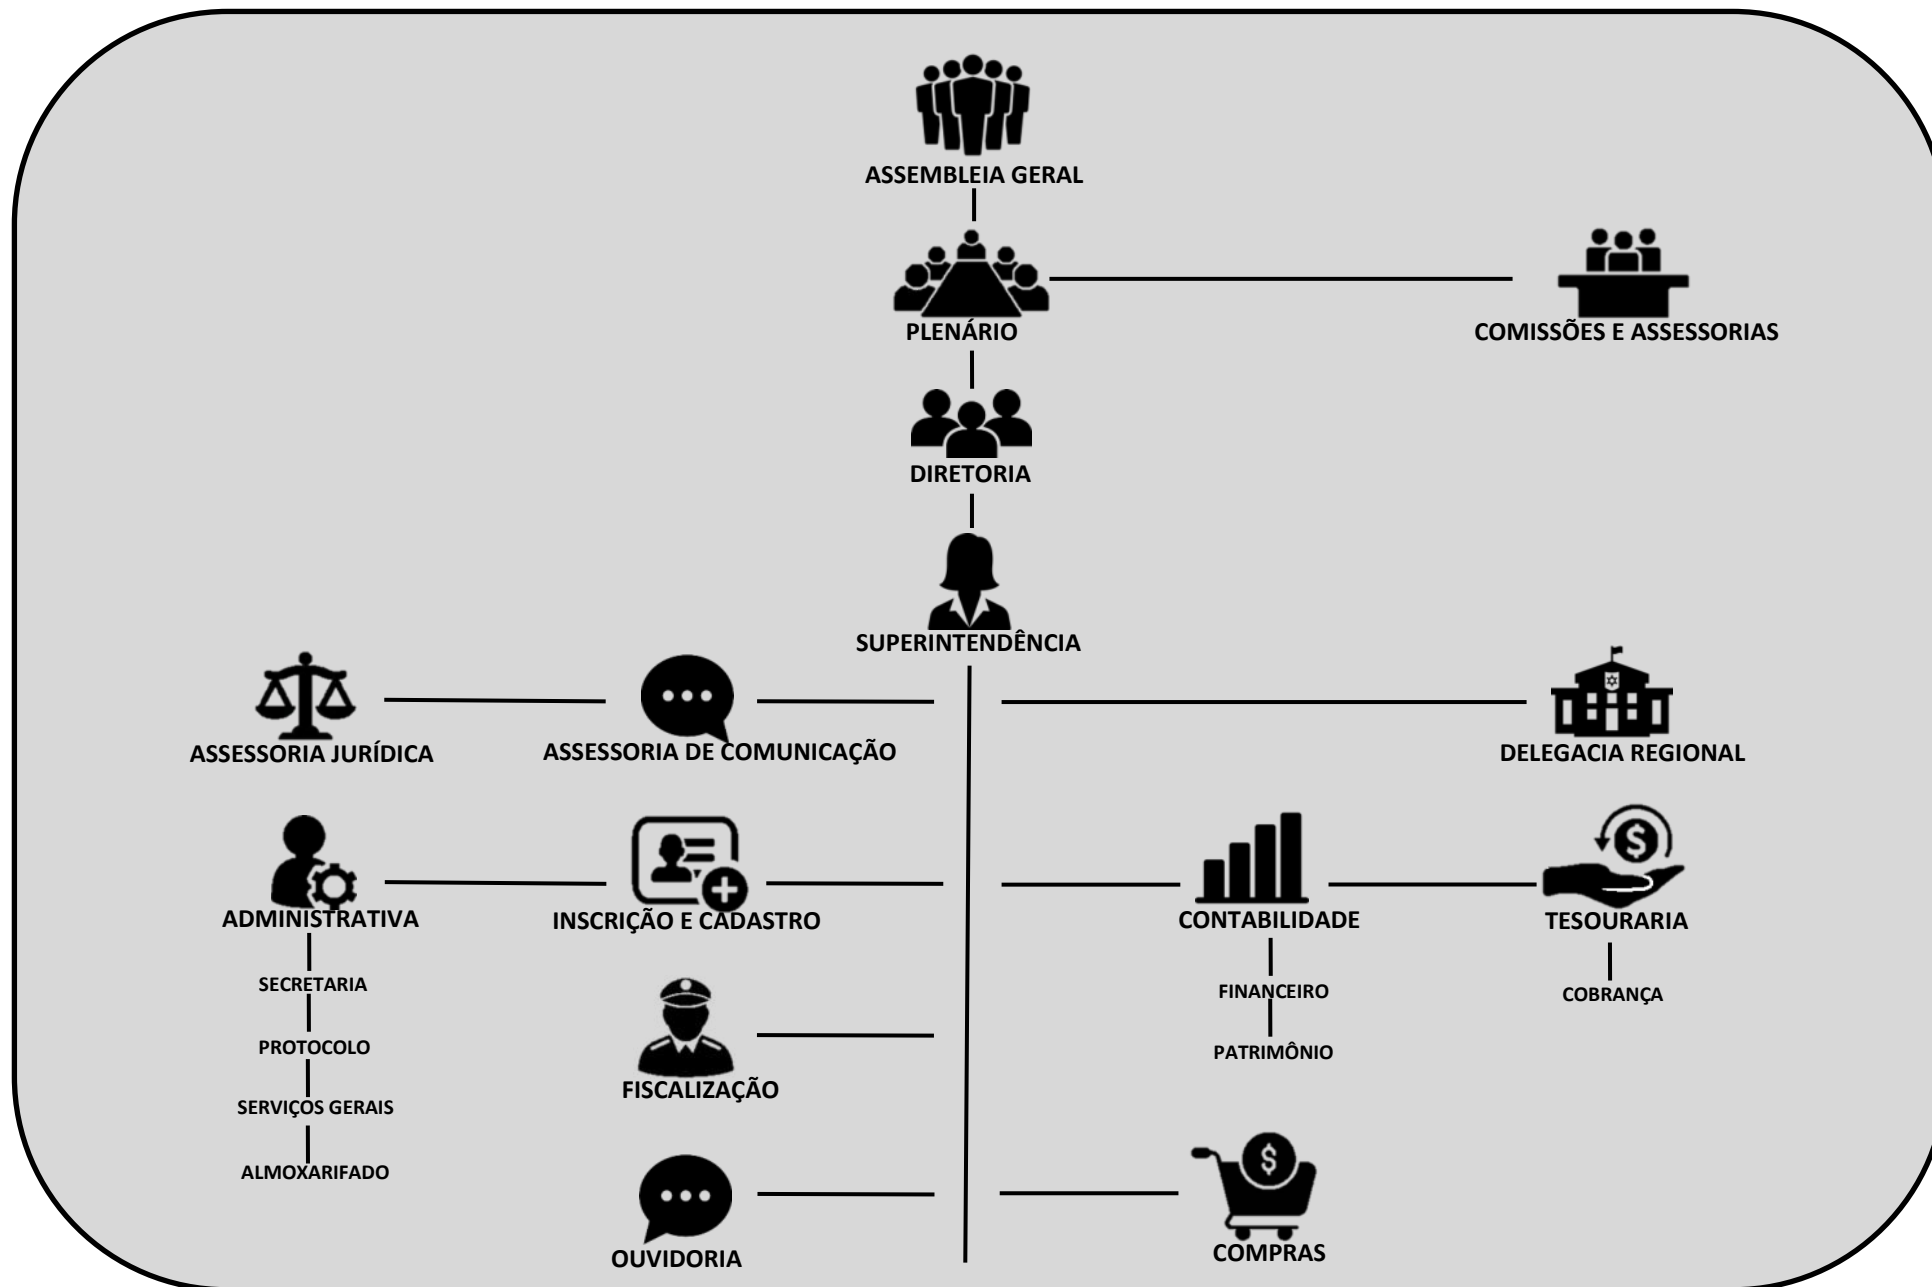 ASSEMBLEIA GERAL
PLENÁRIO
COMISSÕES E ASSESSORIAS
DIRETORIA
SUPERINTENDÊNCIA
ASSESSORIA JURÍDICA
ASSESSORIA DE COMUNICAÇÃO
DELEGACIA REGIONAL
ADMINISTRATIVA
INSCRIÇÃO E CADASTRO
CONTABILIDADE
TESOURARIA
SECRETARIA
FINANCEIRO
COBRANÇA
PROTOCOLO
PATRIMÔNIO
FISCALIZAÇÃO
SERVIÇOS GERAIS
ALMOXARIFADO
OUVIDORIA
COMPRAS